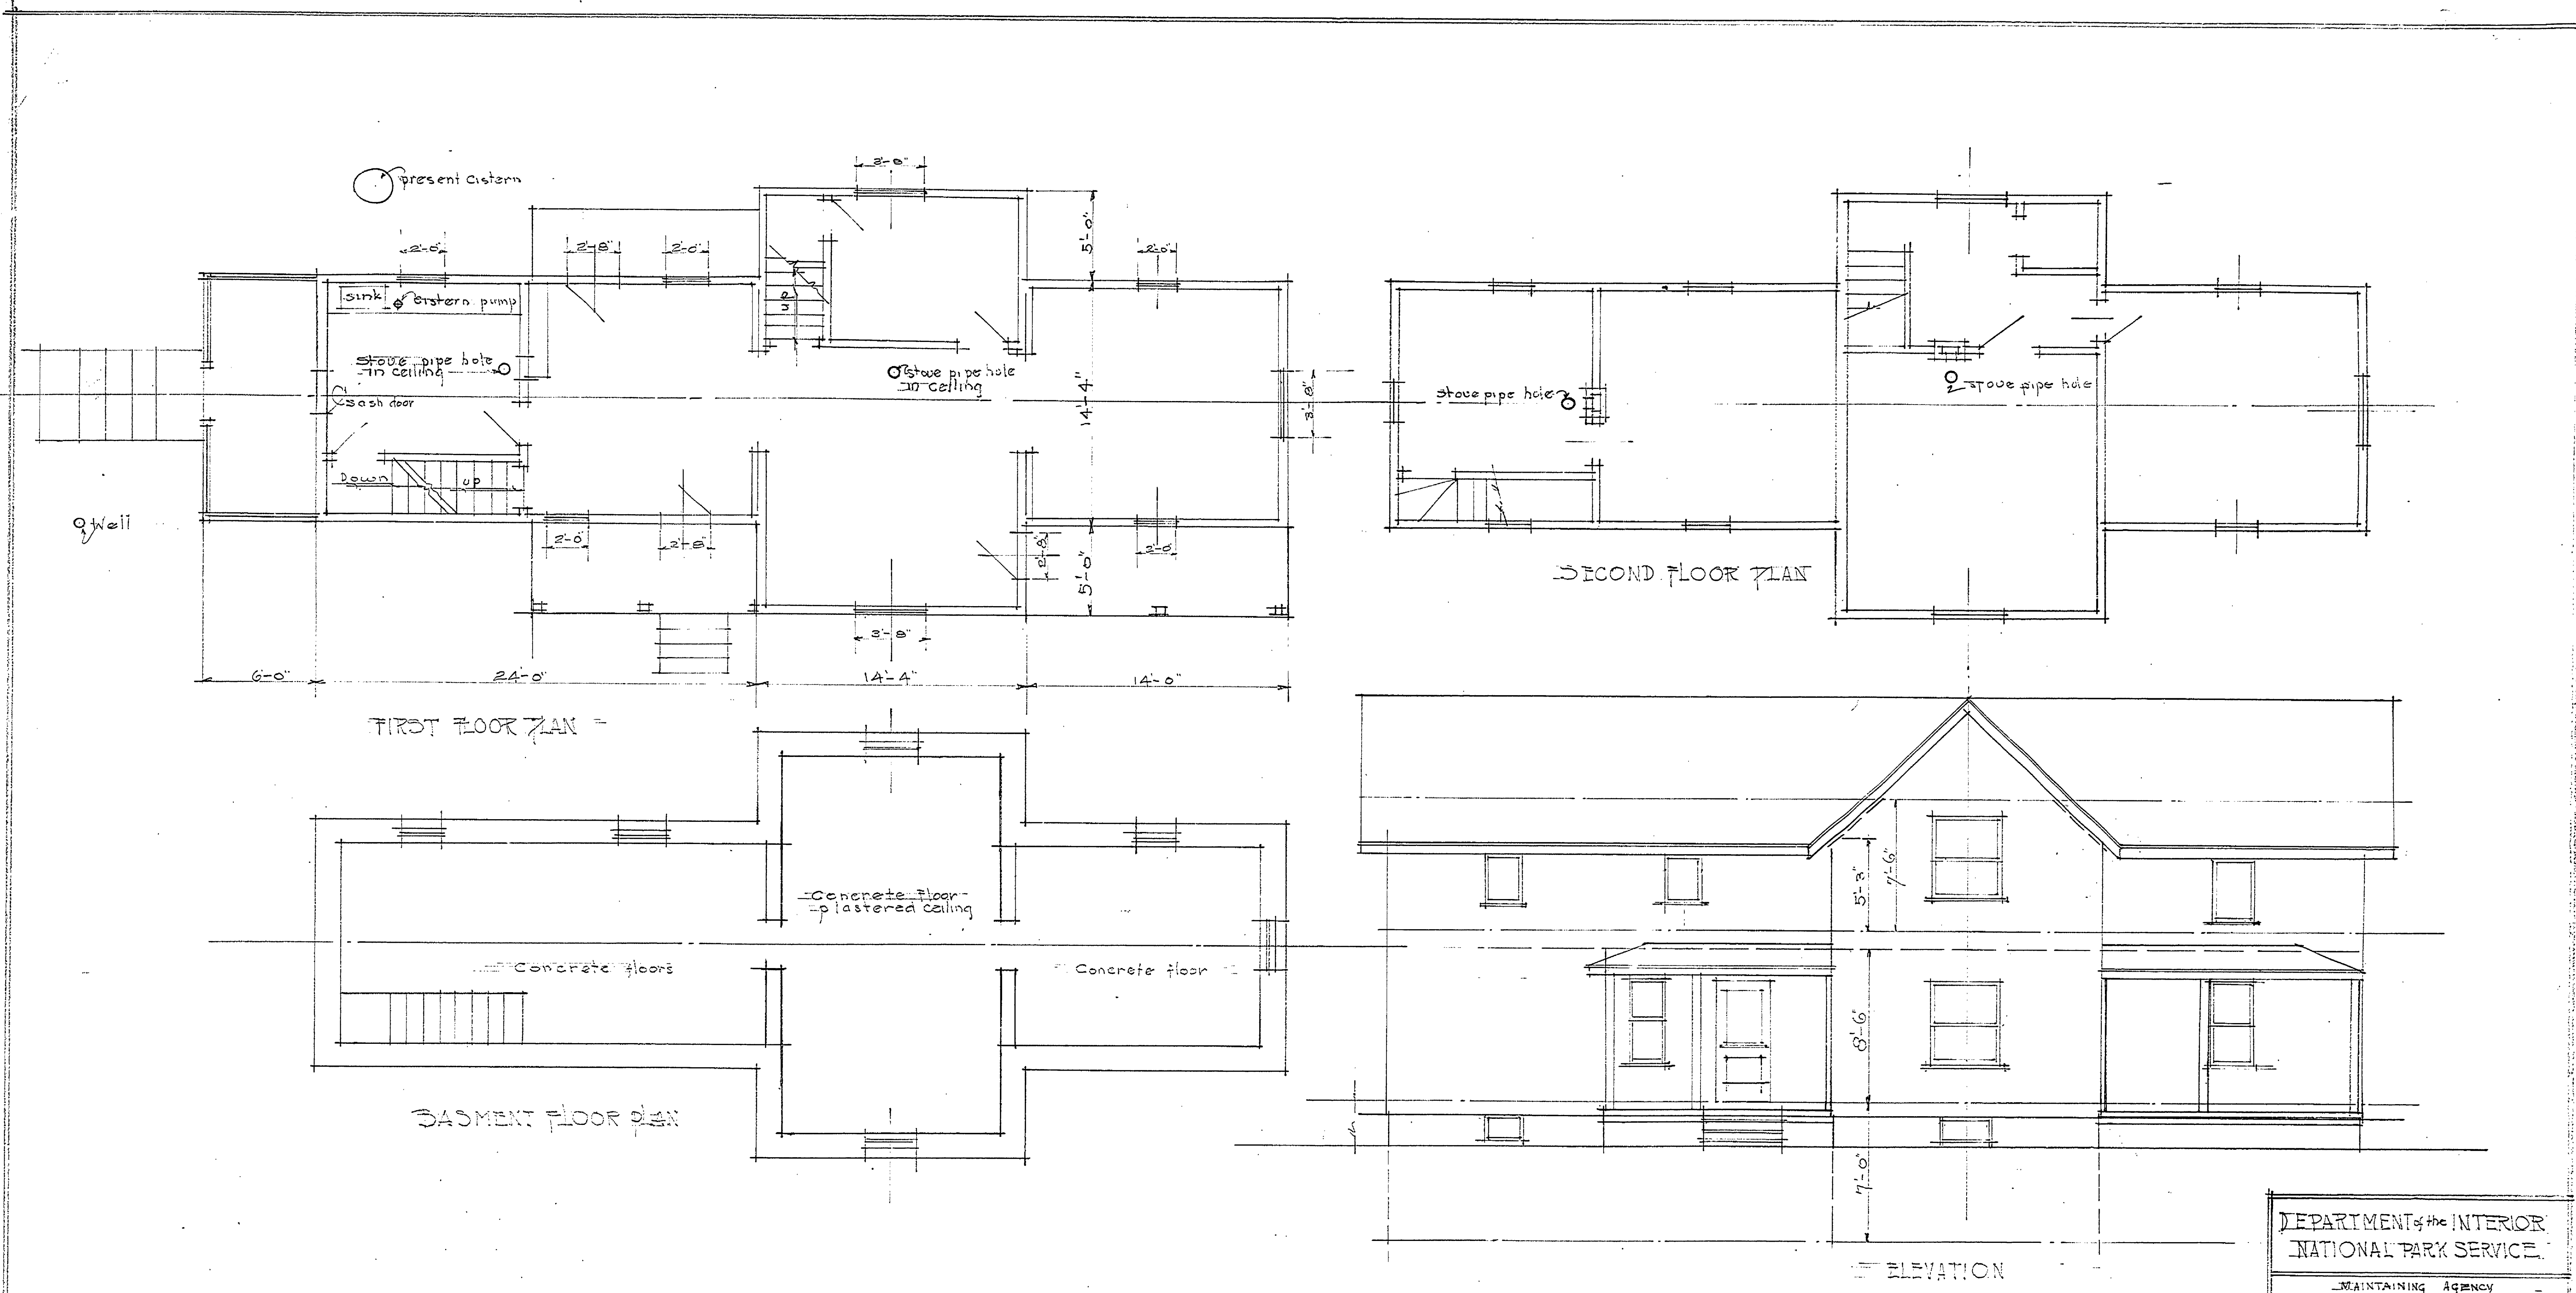 present cistern
2'-0"
2'-8"
2'-0"
5'-0"
2'-0"
sink
cistern pump
up
stove pipe hole
in ceiling
sash door
stove pipe hole
in ceiling
14'-4"
3'-8"
Down
up
Well
2'-0"
2'-8"
2'-8"
5'-0"
2'-0"
3'-8"
6'-0"
24'-0"
14'-4"
14'-0"
FIRST FLOOR PLAN
stove pipe hole
stove pipe hole
SECOND FLOOR PLAN
Concrete floor
plastered ceiling
Concrete floors
Concrete floor
BASMENT FLOOR PLAN
7'-6"
5'-3"
8'-6"
7'-0"
ELEVATION
DEPARTMENT of the INTERIOR
NATIONAL PARK SERVICE
MAINTAINING AGENCY